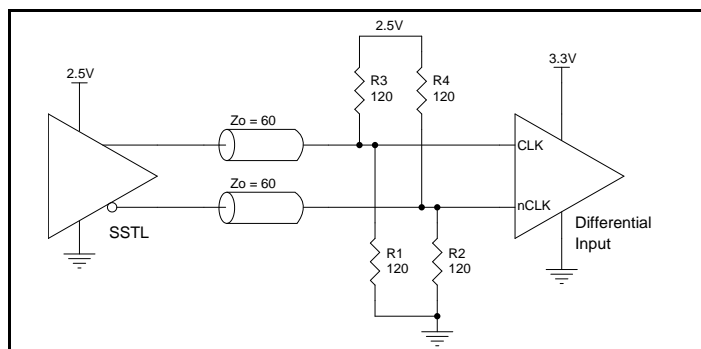 2.5V
2.5V
3.3V
R3
120
R4
120
Zo = 60
CLK
Zo = 60
nCLK
SSTL
Differential
Input
R1
120
R2
120